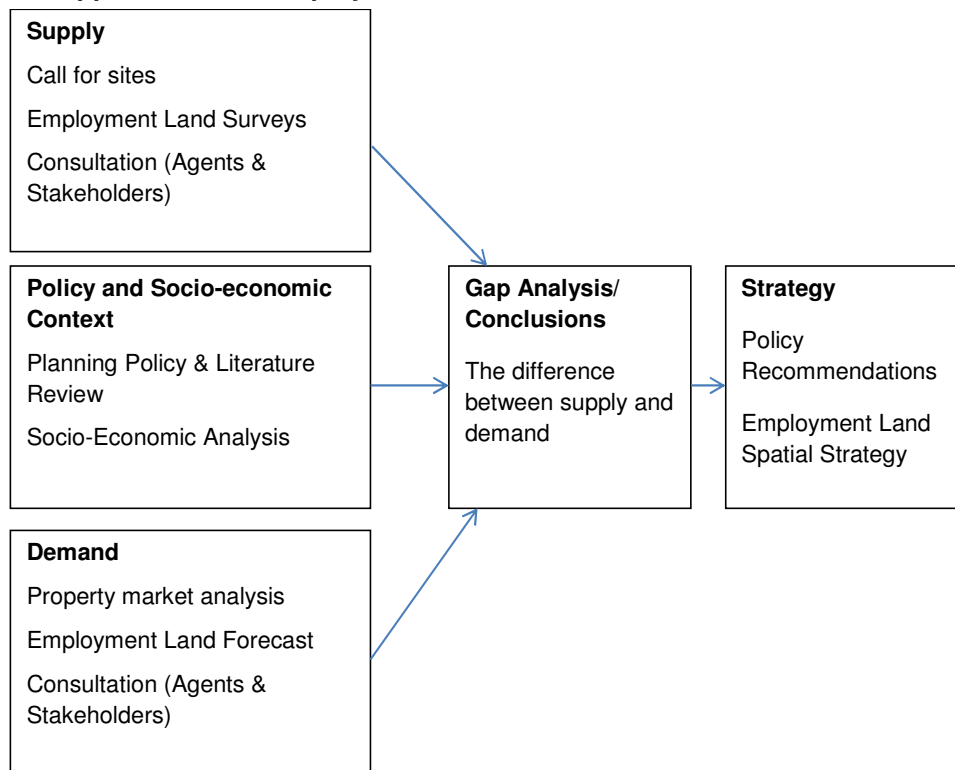 Supply
Call for sites
Employment Land Surveys
Consultation (Agents &
Stakeholders)
Policy and Socio-economic
Context
Planning Policy & Literature
Review
Socio-Economic Analysis
Demand
Property market analysis
Employment Land Forecast
Consultation (Agents &
Stakeholders)
Gap Analysis/
Conclusions
The difference
between supply and
demand
Strategy
Policy
Recommendations
Employment Land
Spatial Strategy